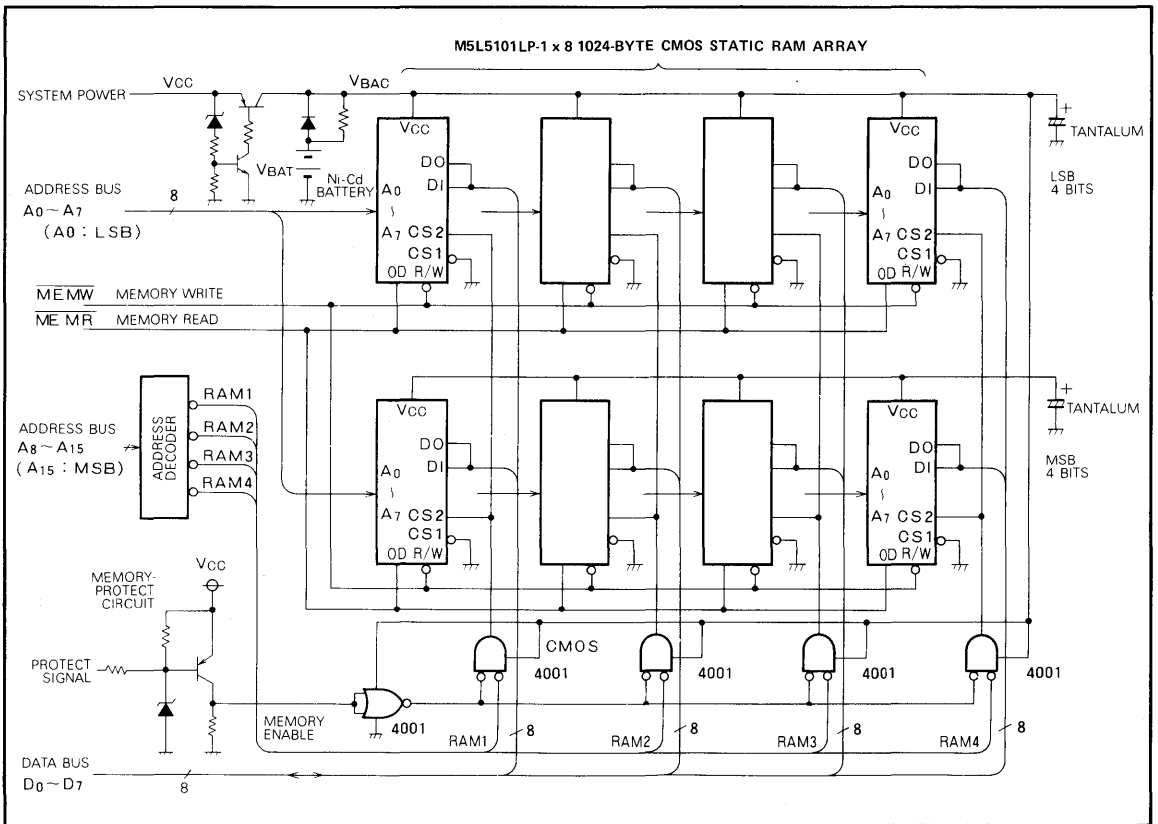 M5L5101LP-1 x 8 1024-BYTE CMOS STATIC RAM ARRAY
SYSTEM POWER
VCC
VBAC
VBAT
Ni-Cd
BATTERY
TANTALUM
LSB
4 BITS
ADDRESS BUS
A0~A7
(A0 : LSB)
8
VCC
DO
DI
A0
~
A7
CS2
CS1
OD R/W
VCC
DO
DI
A0
~
A7
CS2
CS1
OD R/W
MEMW MEMORY WRITE
MEMR MEMORY READ
ADDRESS BUS
A8~A15
(A15 : MSB)
ADDRESS
DECODER
RAM1
RAM2
RAM3
RAM4
VCC
DO
DI
A0
~
A7
CS2
CS1
OD R/W
VCC
DO
DI
A0
~
A7
CS2
CS1
OD R/W
TANTALUM
MSB
4 BITS
MEMORY-
PROTECT
CIRCUIT
VCC
PROTECT
SIGNAL
CMOS
4001
4001
4001
4001
MEMORY
ENABLE
4001
RAM1
8
RAM2
8
RAM3
8
RAM4
8
DATA BUS
D0~D7
8